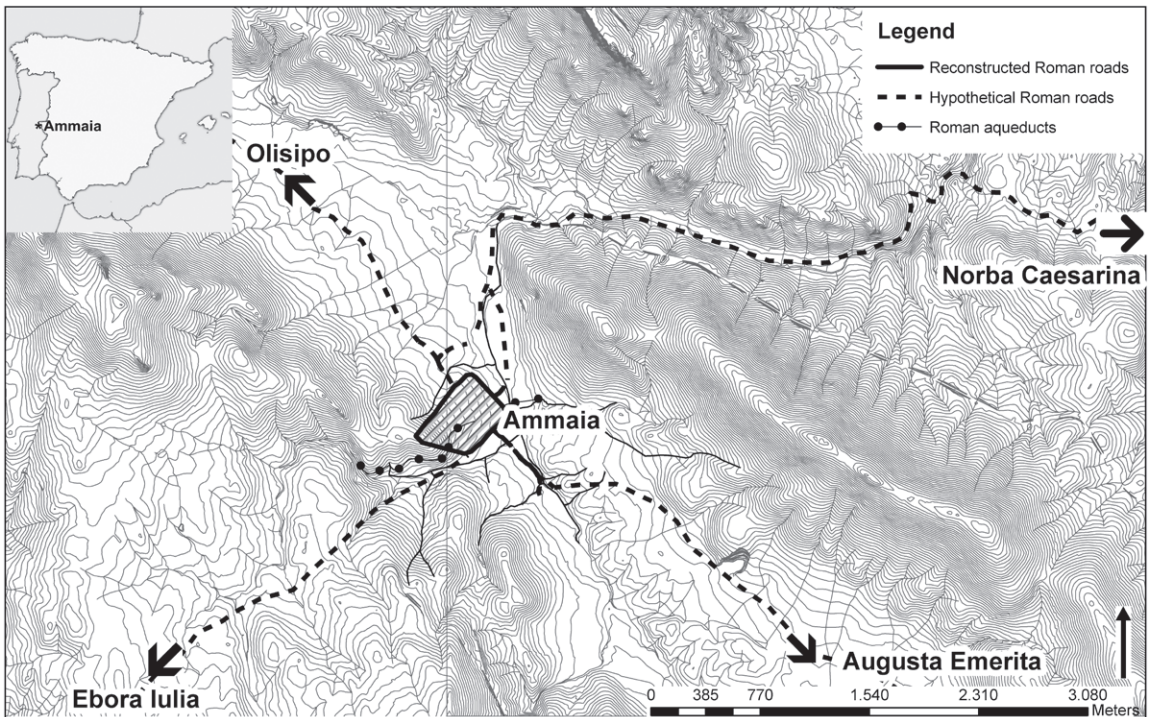 Legend
Reconstructed Roman roads
Hypothetical Roman roads
Roman aqueducts
*Ammaia
Olisipo
Norba Caesarina
Ammaia
Augusta Emerita
Ebora Iulia
0 385 770 1.540 2.310 3.080
Meters